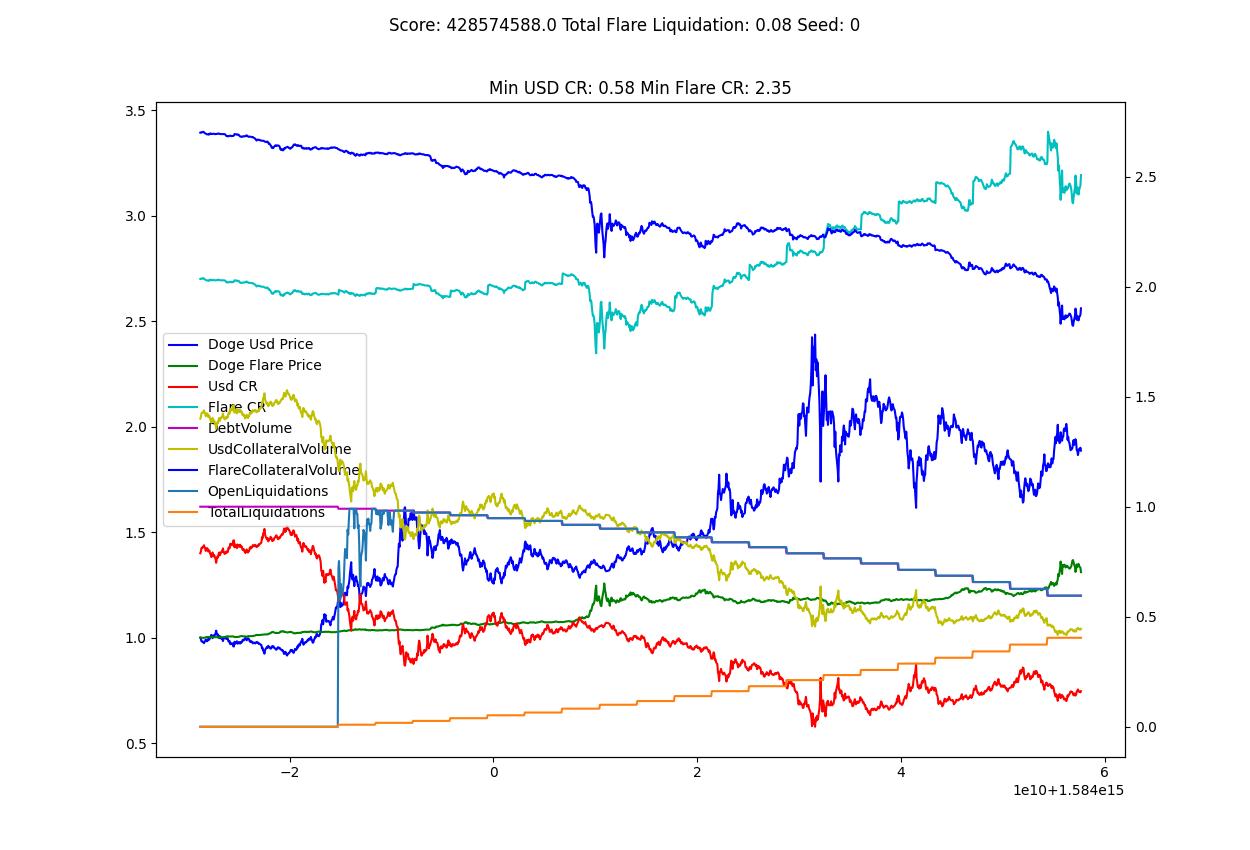 Score: 428574588.0 Total Flare Liquidation: 0.08 Seed: 0
Min USD CR: 0.58 Min Flare CR: 2.35
3.5
3.0
2.5
2.0
1.5
1.0
0.5
2.5
2.0
1.5
1.0
0.5
0.0
Doge Usd Price
Doge Flare Price
Usd CR
Flare CR
DebtVolume
UsdCollateralVolume
FlareCollateralVolume
OpenLiquidations
TotalLiquidations
−2
0
2
4
6
1e10+1.584e15